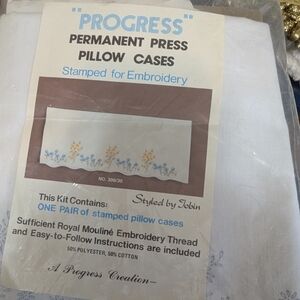 "PROGRESS"
PERMANENT PRESS
PILLOW CASES
Stamped for Embroidery
NO. 300/30
This Kit Contains:
Styled by Tobin
ONE PAIR of stamped pillow cases
Sufficient Royal Mouliné Embroidery Thread
and Easy-to-Follow Instructions are included
50% POLYESTER, 50% COTTON
A Progress Creation—